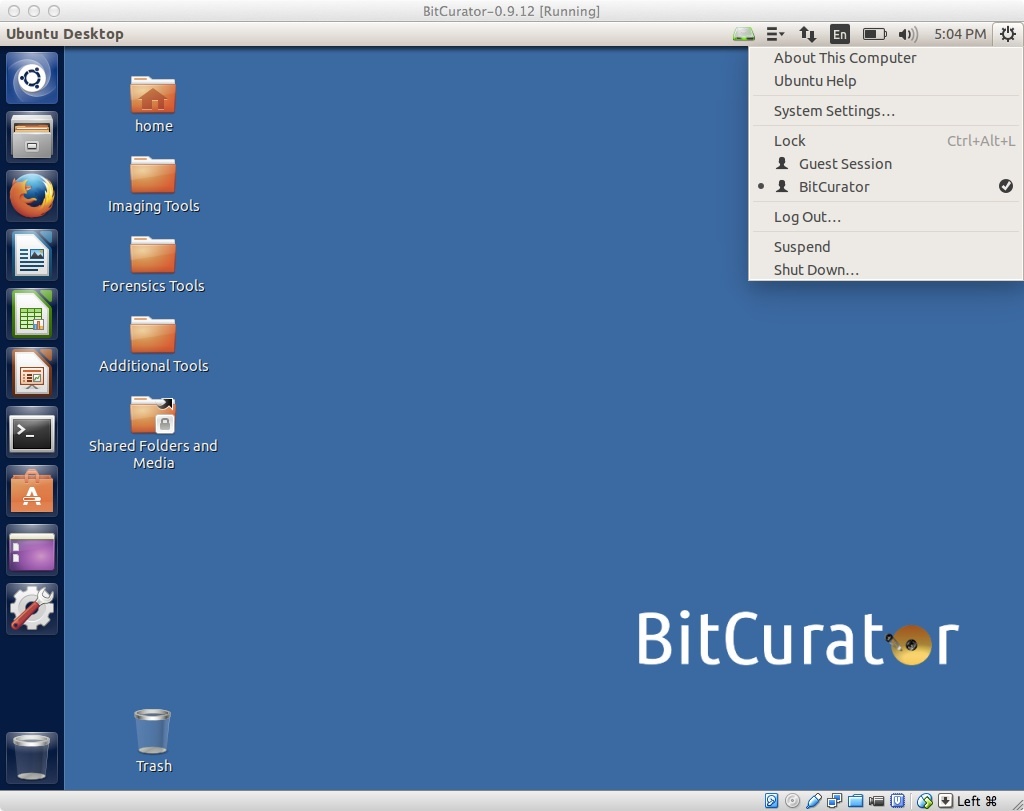 BitCurator-0.9.12 [Running]
Ubuntu Desktop
En
5:04 PM
About This Computer
Ubuntu Help
System Settings...
Lock Ctrl+Alt+L
Guest Session
BitCurator
Log Out...
Suspend
Shut Down...
home
Imaging Tools
Forensics Tools
Additional Tools
Shared Folders and
Media
BitCurator
Trash
Left ⌘